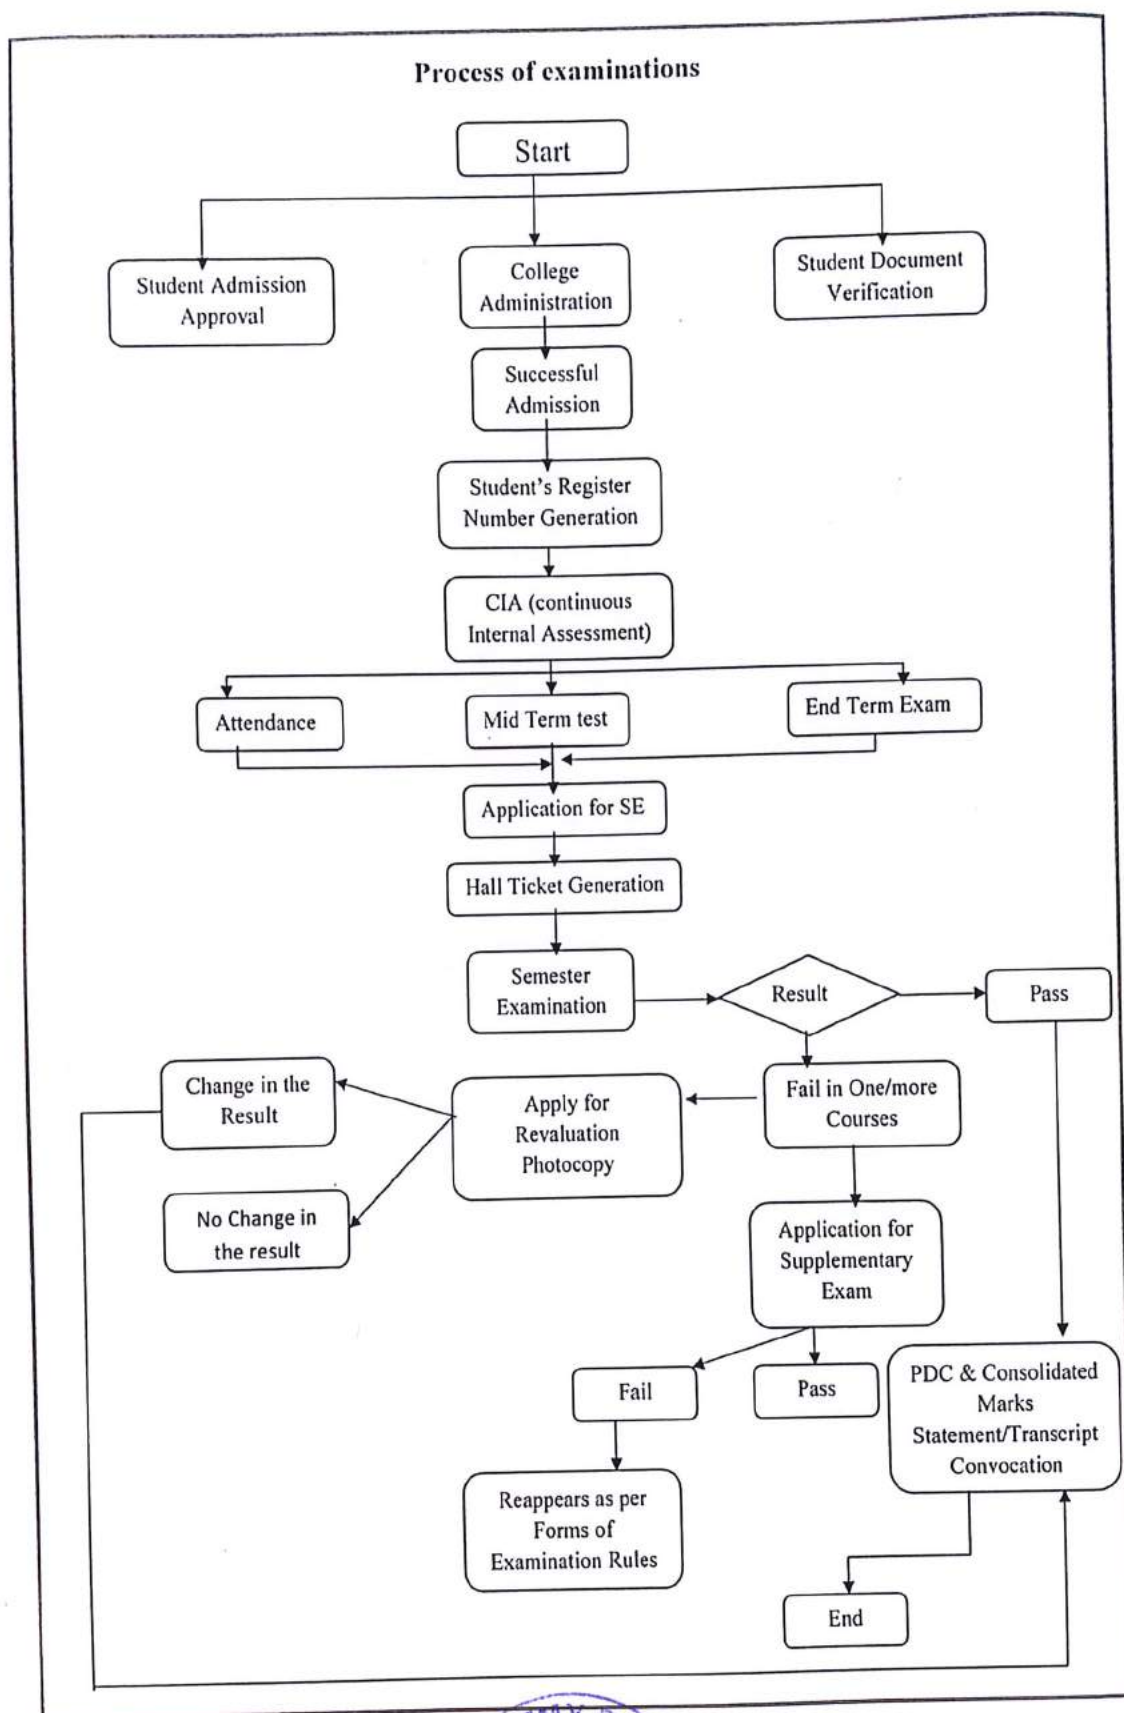 Process of examinations
Start
Student Admission
Approval
College
Administration
Student Document
Verification
Successful
Admission
Student's Register
Number Generation
CIA (continuous
Internal Assessment)
Attendance
Mid Term test
End Term Exam
Application for SE
Hall Ticket Generation
Semester
Examination
Result
Pass
Change in the
Result
Apply for
Revaluation
Photocopy
Fail in One/more
Courses
No Change in
the result
Application for
Supplementary
Exam
Fail
Pass
PDC & Consolidated
Marks
Statement/Transcript
Convocation
Reappears as per
Forms of
Examination Rules
End